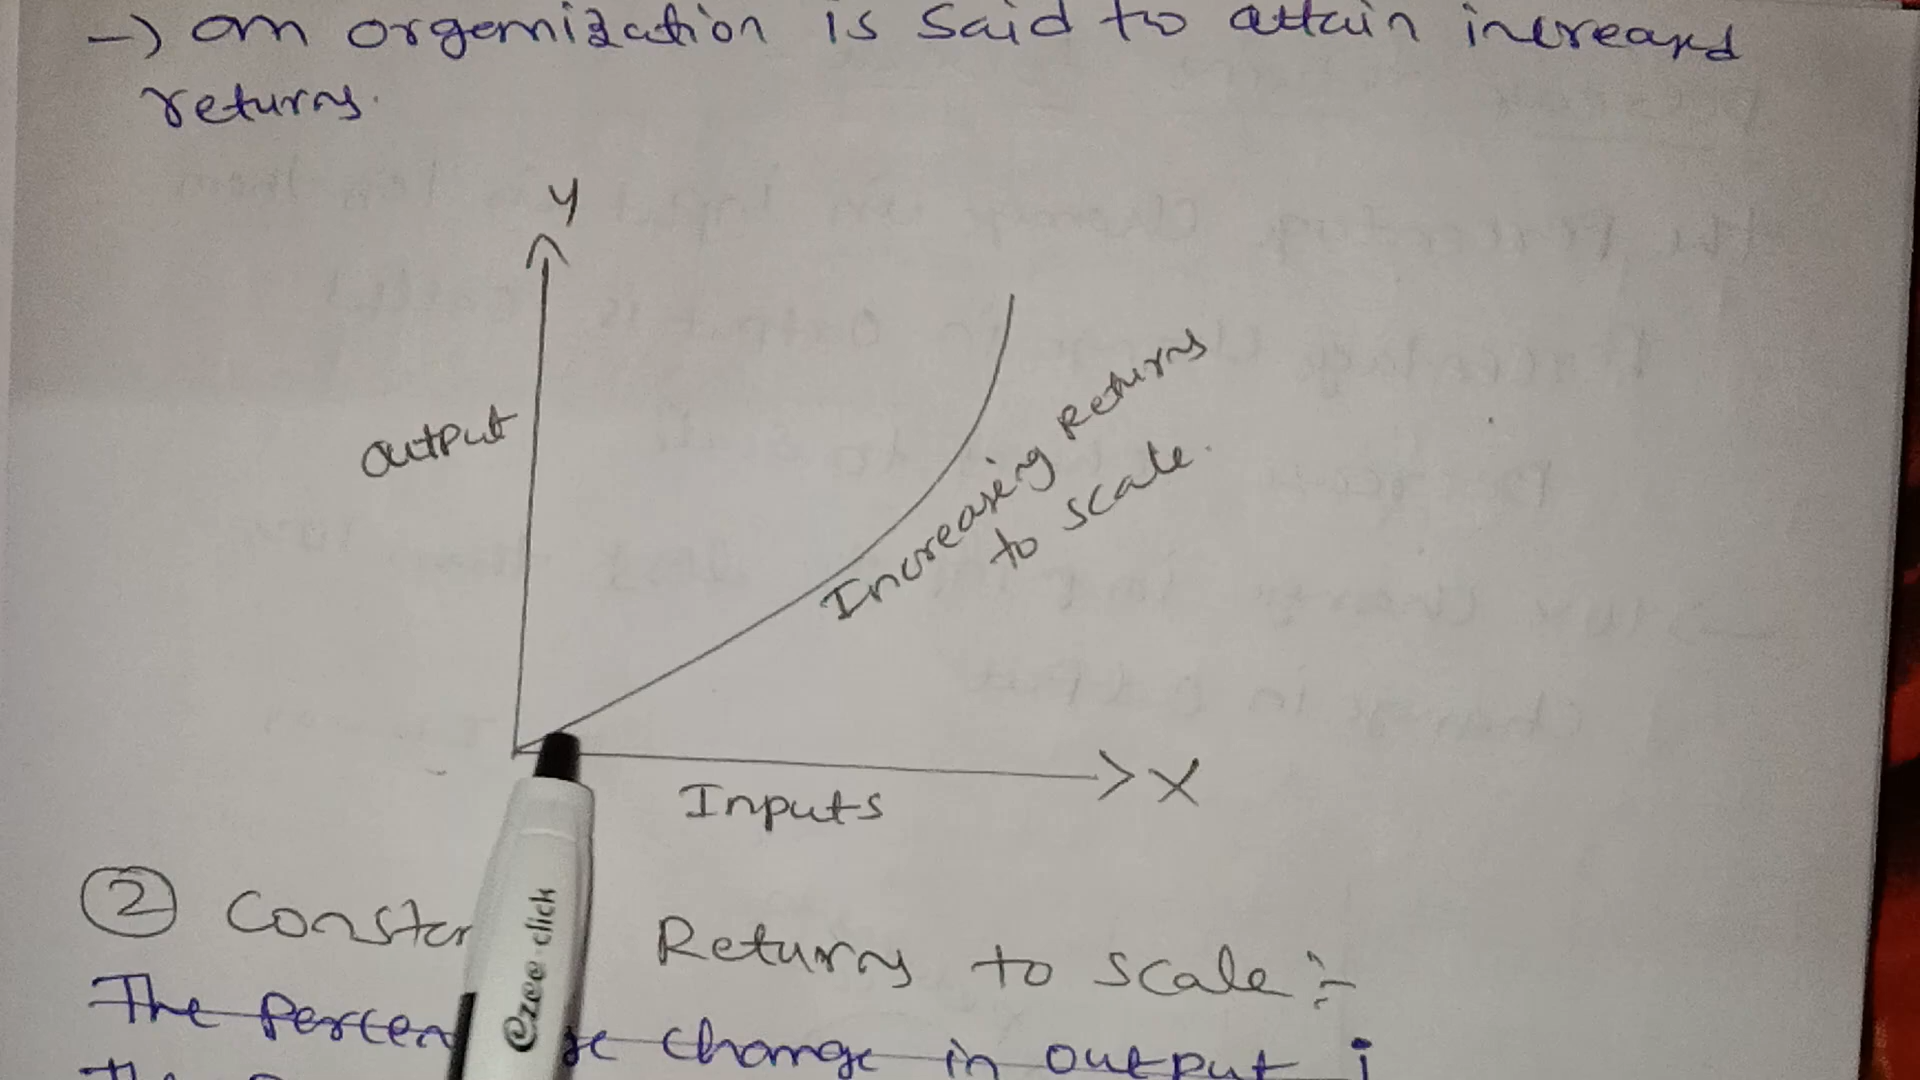 → an organization is said to attain increased
returns.
Y
output
Increasing Returns
to scale.
X
Inputs
② Constan Returns to scale :-
ezee click
The Percen ge change in output i
the